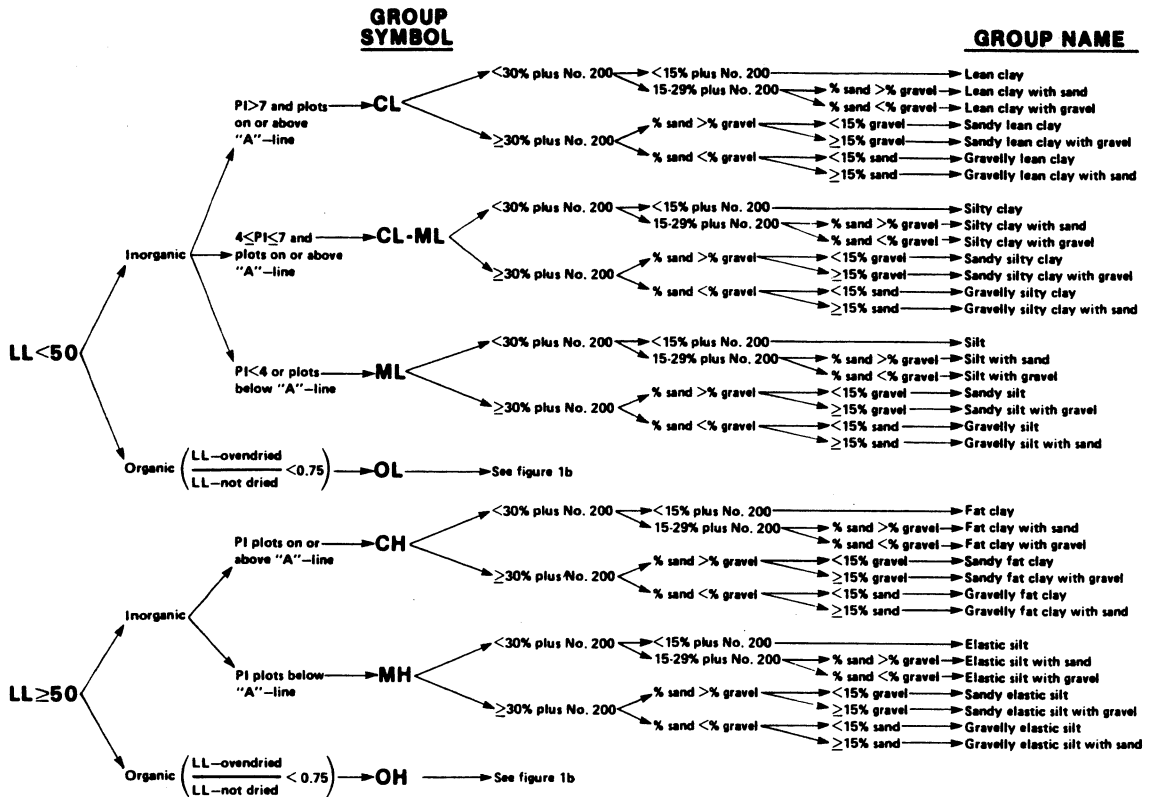 GROUP
SYMBOL
GROUP NAME
<30% plus No. 200
<15% plus No. 200
Lean clay
15-29% plus No. 200
% sand >% gravel
Lean clay with sand
% sand <% gravel
Lean clay with gravel
PI>7 and plots
on or above
"A"—line
CL
≥30% plus No. 200
% sand >% gravel
<15% gravel
Sandy lean clay
≥15% gravel
Sandy lean clay with gravel
% sand <% gravel
<15% sand
Gravelly lean clay
≥15% sand
Gravelly lean clay with sand
LL<50
Inorganic
4≤PI≤7 and
plots on or above
"A"—line
CL-ML
<30% plus No. 200
<15% plus No. 200
Silty clay
15-29% plus No. 200
% sand >% gravel
Silty clay with sand
% sand <% gravel
Silty clay with gravel
≥30% plus No. 200
% sand >% gravel
<15% gravel
Sandy silty clay
≥15% gravel
Sandy silty clay with gravel
% sand <% gravel
<15% sand
Gravelly silty clay
≥15% sand
Gravelly silty clay with sand
PI<4 or plots
below "A"—line
ML
<30% plus No. 200
<15% plus No. 200
Silt
15-29% plus No. 200
% sand >% gravel
Silt with sand
% sand <% gravel
Silt with gravel
≥30% plus No. 200
% sand >% gravel
<15% gravel
Sandy silt
≥15% gravel
Sandy silt with gravel
% sand <% gravel
<15% sand
Gravelly silt
≥15% sand
Gravelly silt with sand
Organic
LL—ovendried
LL—not dried
<0.75
OL
See figure 1b
LL≥50
Inorganic
PI plots on or
above "A"—line
CH
<30% plus No. 200
<15% plus No. 200
Fat clay
15-29% plus No. 200
% sand >% gravel
Fat clay with sand
% sand <% gravel
Fat clay with gravel
≥30% plus No. 200
% sand >% gravel
<15% gravel
Sandy fat clay
≥15% gravel
Sandy fat clay with gravel
% sand <% gravel
<15% sand
Gravelly fat clay
≥15% sand
Gravelly fat clay with sand
PI plots below
"A"—line
MH
<30% plus No. 200
<15% plus No. 200
Elastic silt
15-29% plus No. 200
% sand >% gravel
Elastic silt with sand
% sand <% gravel
Elastic silt with gravel
≥30% plus No. 200
% sand >% gravel
<15% gravel
Sandy elastic silt
≥15% gravel
Sandy elastic silt with gravel
% sand <% gravel
<15% sand
Gravelly elastic silt
≥15% sand
Gravelly elastic silt with sand
Organic
LL—ovendried
LL—not dried
<0.75
OH
See figure 1b